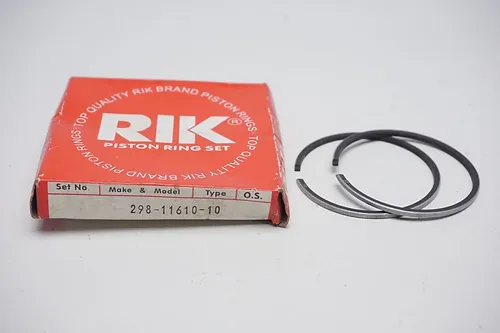 TOP QUALITY RIK BRAND PISTON RINGS·TOP QUALITY RIK BRAND PISTON RINGS·
RIK®
PISTON RING SET
Set No. Make & Model Type O.S.
298-11610-10